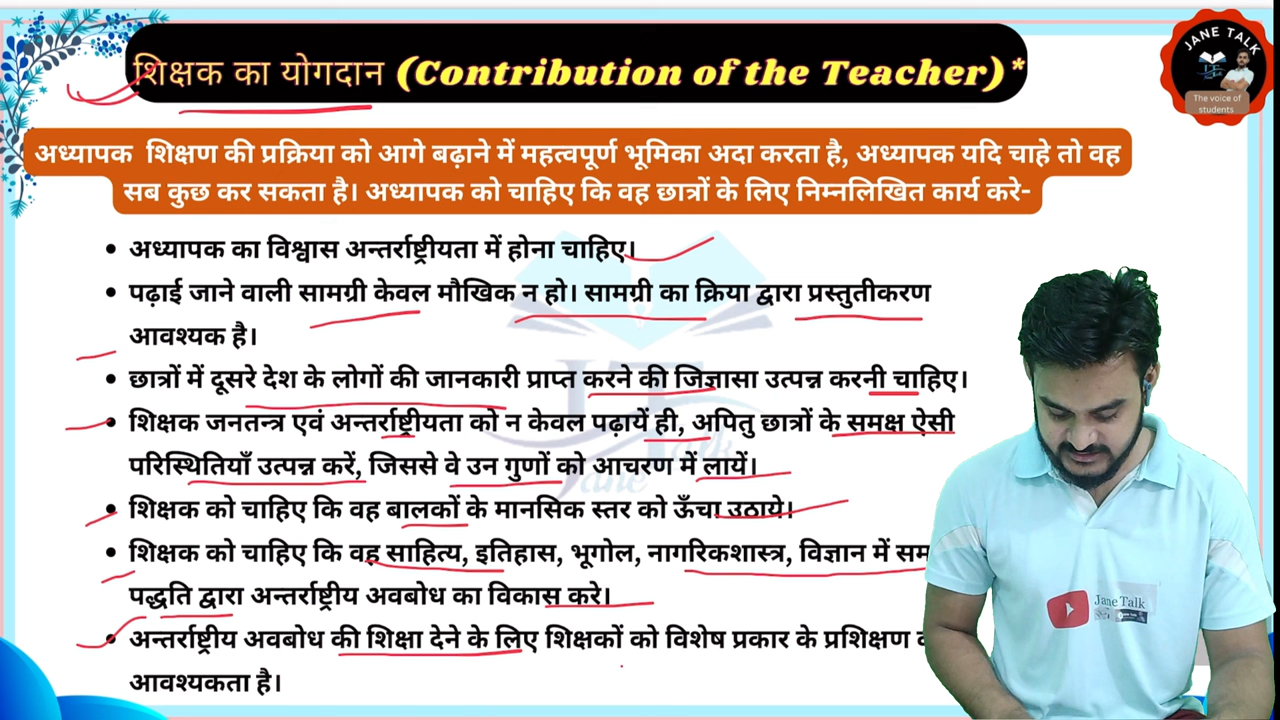 शिक्षक का योगदान (Contribution of the Teacher)*
JANE TALK
The voice of
students
अध्यापक शिक्षण की प्रक्रिया को आगे बढ़ाने में महत्वपूर्ण भूमिका अदा करता है, अध्यापक यदि चाहे तो वह
सब कुछ कर सकता है। अध्यापक को चाहिए कि वह छात्रों के लिए निम्नलिखित कार्य करे-
• अध्यापक का विश्वास अन्तर्राष्ट्रीयता में होना चाहिए।
• पढ़ाई जाने वाली सामग्री केवल मौखिक न हो। सामग्री का क्रिया द्वारा प्रस्तुतीकरण
आवश्यक है।
• छात्रों में दूसरे देश के लोगों की जानकारी प्राप्त करने की जिज्ञासा उत्पन्न करनी चाहिए।
• शिक्षक जनतन्त्र एवं अन्तर्राष्ट्रीयता को न केवल पढ़ायें ही, अपितु छात्रों के समक्ष ऐसी
परिस्थितियाँ उत्पन्न करें, जिससे वे उन गुणों को आचरण में लायें।
• शिक्षक को चाहिए कि वह बालकों के मानसिक स्तर को ऊँचा उठाये।
• शिक्षक को चाहिए कि वह साहित्य, इतिहास, भूगोल, नागरिकशास्त्र, विज्ञान में सम
पद्धति द्वारा अन्तर्राष्ट्रीय अवबोध का विकास करे।
• अन्तर्राष्ट्रीय अवबोध की शिक्षा देने के लिए शिक्षकों को विशेष प्रकार के प्रशिक्षण
आवश्यकता है।
Jane Talk